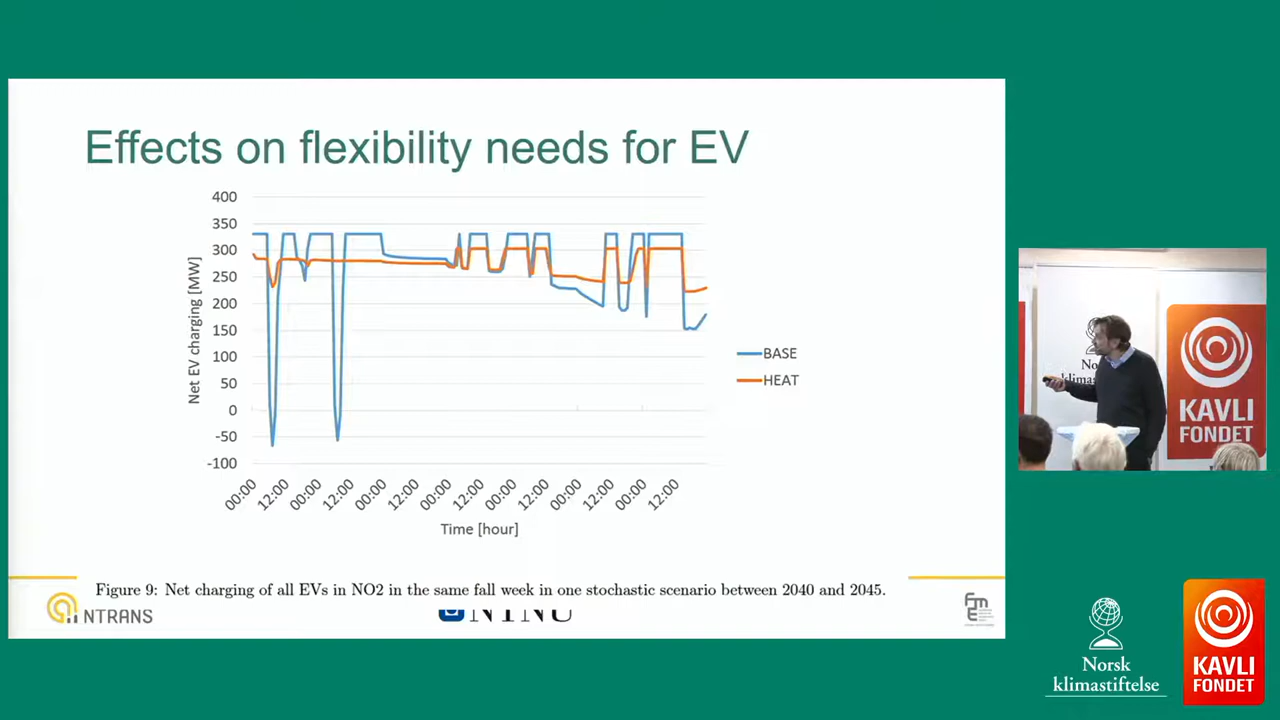 Effects on flexibility needs for EV
400
350
300
250
200
150
100
50
0
-50
-100
Net EV charging [MW]
00:00
12:00
00:00
12:00
00:00
12:00
00:00
12:00
00:00
12:00
00:00
12:00
00:00
12:00
Time [hour]
BASE
HEAT
Figure 9: Net charging of all EVs in NO2 in the same fall week in one stochastic scenario between 2040 and 2045.
NTRANS
NTNU
FME
KAVLI
FONDET
Norsk
klimastiftelse
KAVLI
FONDET